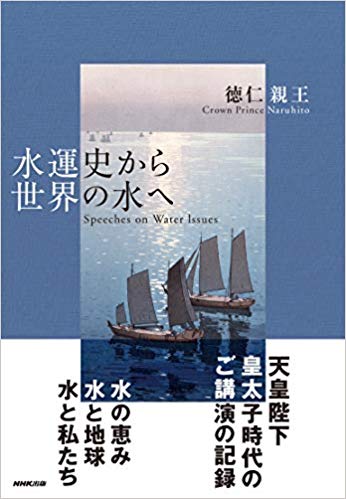 徳仁親王
Crown Prince Naruhito
水運史から
世界の水へ
Speeches on Water Issues
天皇陛下
皇太子時代の
ご講演の記録
水の恵み
水と地球
水と私たち
NHK出版